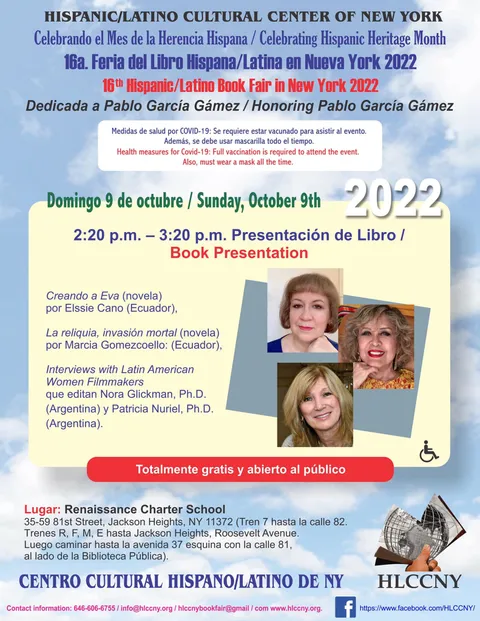 HISPANIC/LATINO CULTURAL CENTER OF NEW YORK
Celebrando el Mes de la Herencia Hispana / Celebrating Hispanic Heritage Month
16a. Feria del Libro Hispana/Latina en Nueva York 2022
16th Hispanic/Latino Book Fair in New York 2022
Dedicada a Pablo García Gámez / Honoring Pablo García Gámez
Medidas de salud por COVID-19: Se requiere estar vacunado para asistir al evento.
Además, se debe usar mascarilla todo el tiempo.
Health measures for Covid-19: Full vaccination is required to attend the event.
Also, must wear a mask all the time.
Domingo 9 de octubre / Sunday, October 9th 2022
2:20 p.m. – 3:20 p.m. Presentación de Libro /
Book Presentation
Creando a Eva (novela)
por Elssie Cano (Ecuador),
La reliquia, invasión mortal (novela)
por Marcia Gomezcoello: (Ecuador),
Interviews with Latin American
Women Filmmakers
que editan Nora Glickman, Ph.D.
(Argentina) y Patricia Nuriel, Ph.D.
(Argentina).
Totalmente gratis y abierto al público
Lugar: Renaissance Charter School
35-59 81st Street, Jackson Heights, NY 11372 (Tren 7 hasta la calle 82.
Trenes R, F, M, E hasta Jackson Heights, Roosevelt Avenue.
Luego caminar hasta la avenida 37 esquina con la calle 81,
al lado de la Biblioteca Pública).
CENTRO CULTURAL HISPANO/LATINO DE NY
HLCCNY
Contact information: 646-606-6755 / info@hlccny.org / hlccnybookfair@gmail / com www.hlccny.org.
f https://www.facebook.com/HLCCNY/